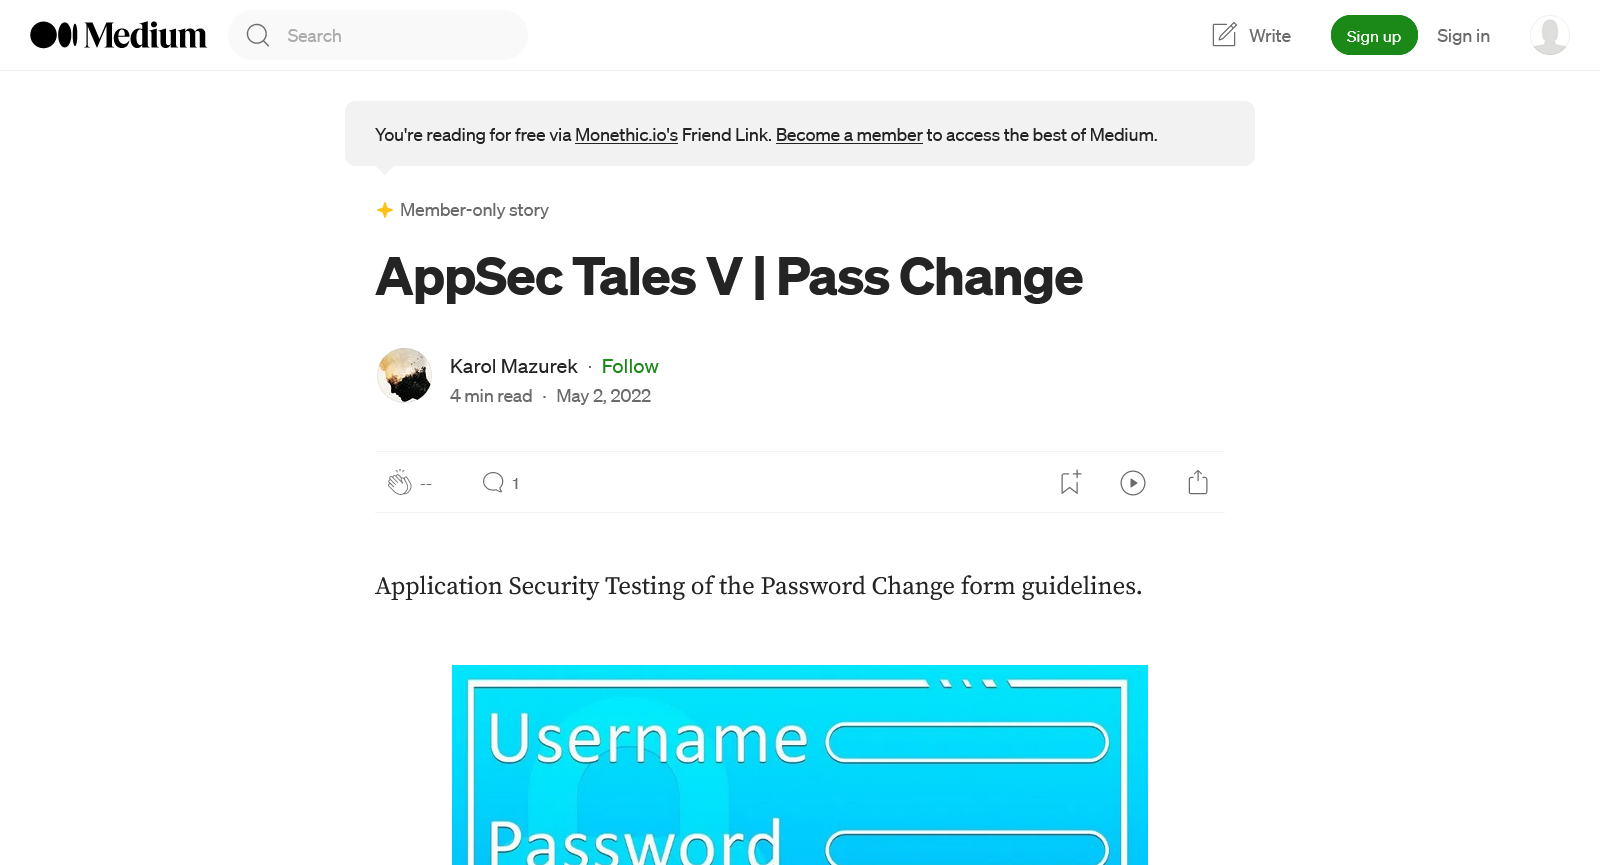 Medium
Search
Write
Sign up
Sign in
You're reading for free via Monethic.io's Friend Link. Become a member to access the best of Medium.
Member-only story
AppSec Tales V | Pass Change
Karol Mazurek · Follow
4 min read · May 2, 2022
--
1
Application Security Testing of the Password Change form guidelines.
Username
Password